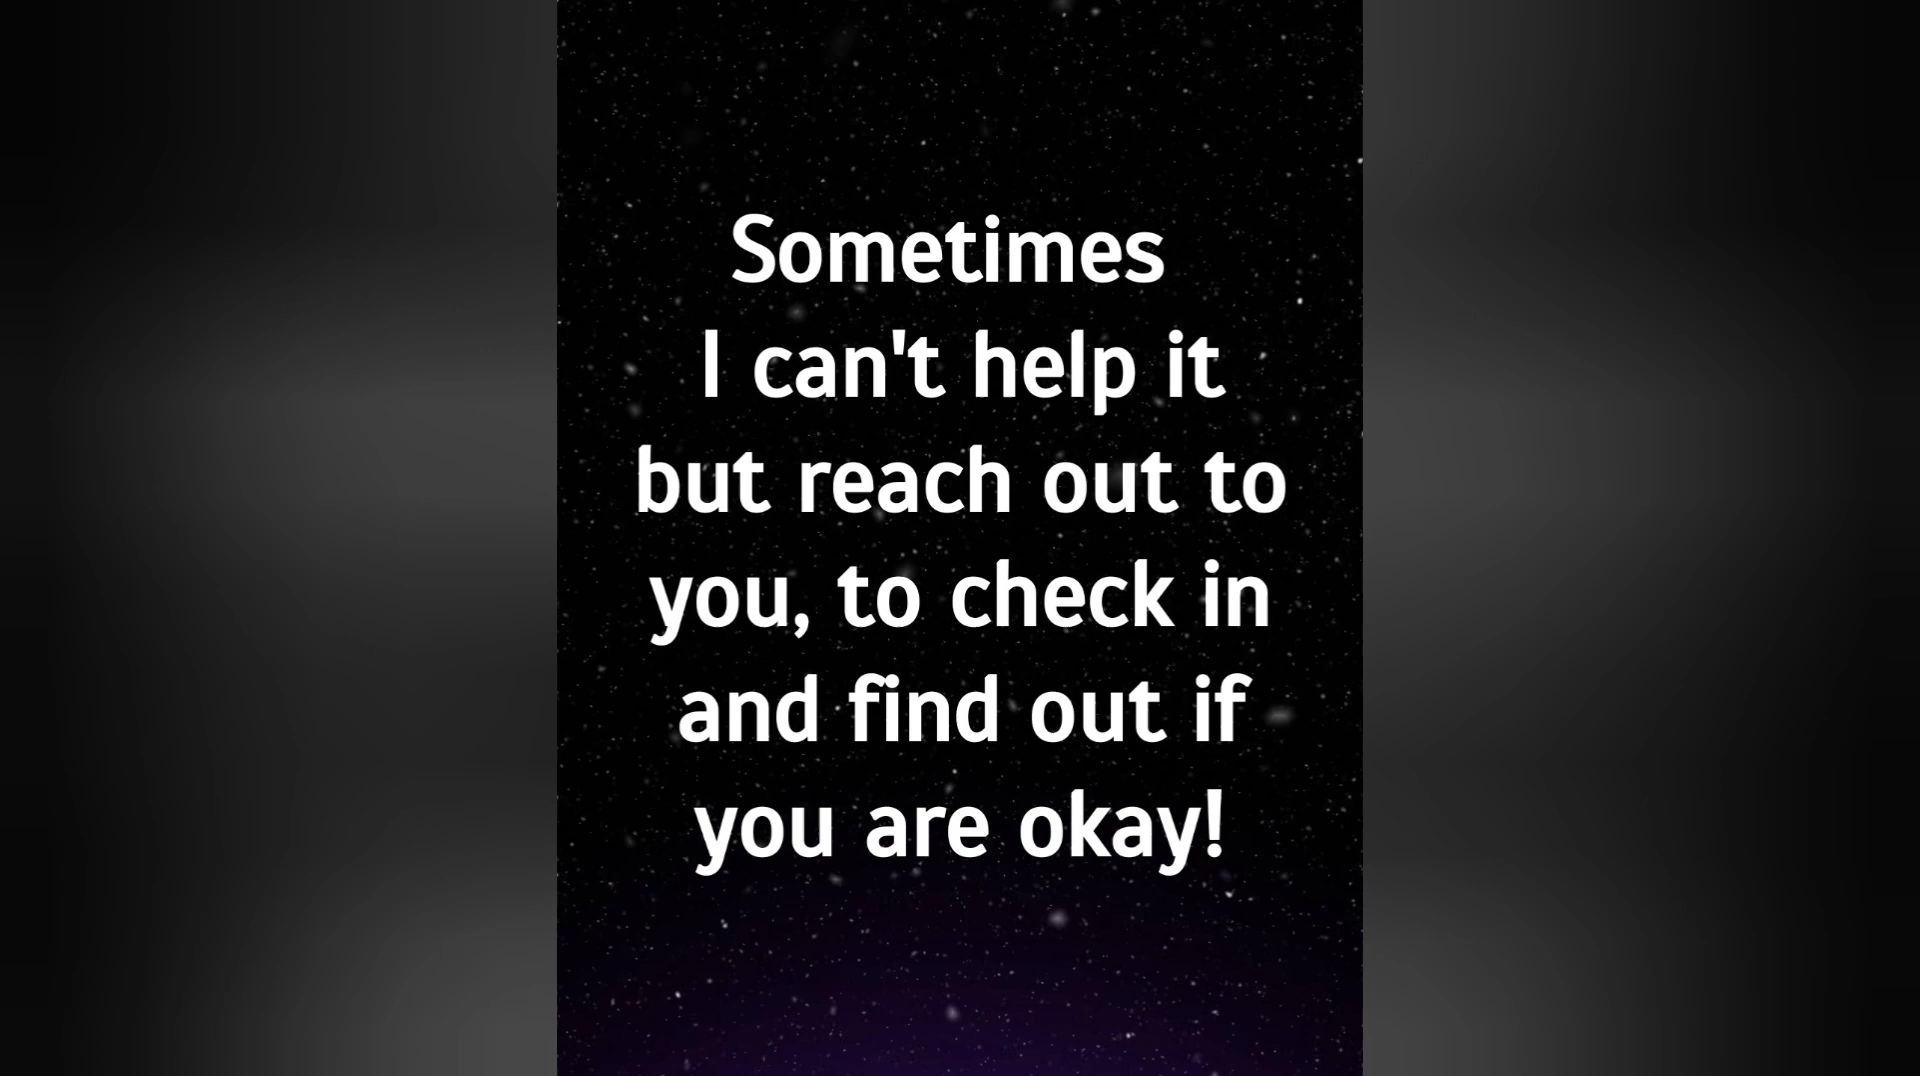 Sometimes
I can't help it
but reach out to
you, to check in
and find out if
you are okay!